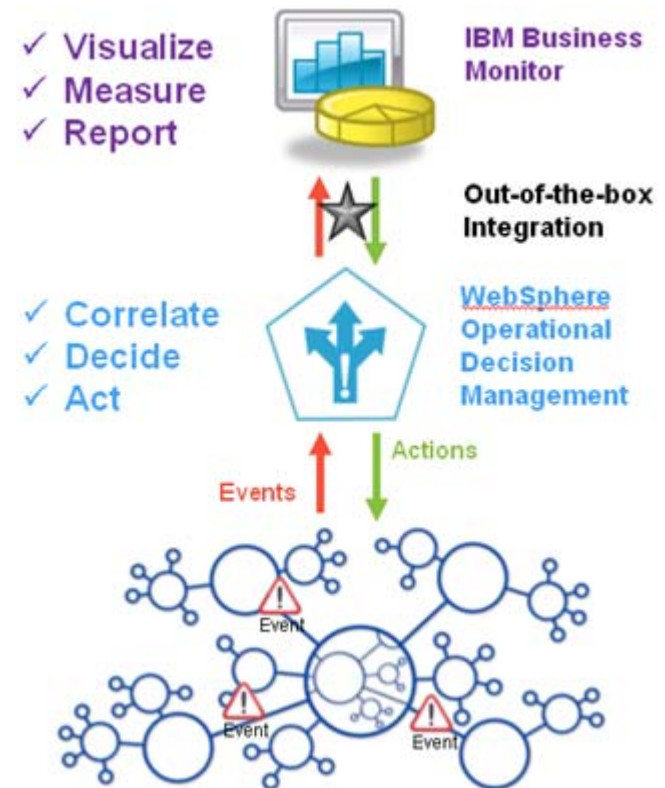 ✓ Visualize
✓ Measure
✓ Report
IBM Business
Monitor
Out-of-the-box
Integration
✓ Correlate
✓ Decide
✓ Act
WebSphere
Operational
Decision
Management
Actions
Events
!
Event
!
Event
!
Event